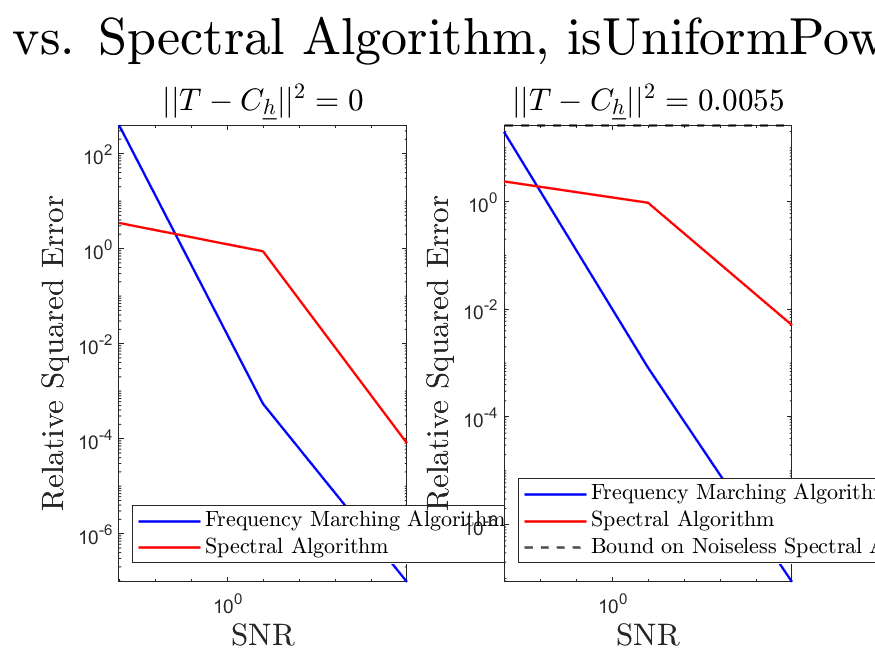 vs. Spectral Algorithm, isUniformPow
||T − C_h||² = 0
10²
10⁰
10⁻²
10⁻⁴
10⁻⁶
Relative Squared Error
Frequency Marching Algorithm
Spectral Algorithm
10⁰
SNR
||T − C_h||² = 0.0055
10⁰
10⁻²
10⁻⁴
Relative Squared Error
Frequency Marching Algorithm
Spectral Algorithm
Bound on Noiseless Spectral A
10⁰
SNR